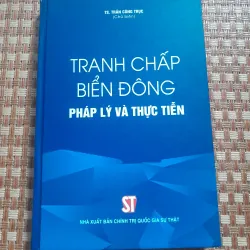 TS. TRẦN CÔNG TRỤC
(Chủ biên)
TRANH CHẤP
BIỂN ĐÔNG
PHÁP LÝ VÀ THỰC TIỄN
ST
NHÀ XUẤT BẢN CHÍNH TRỊ QUỐC GIA SỰ THẬT